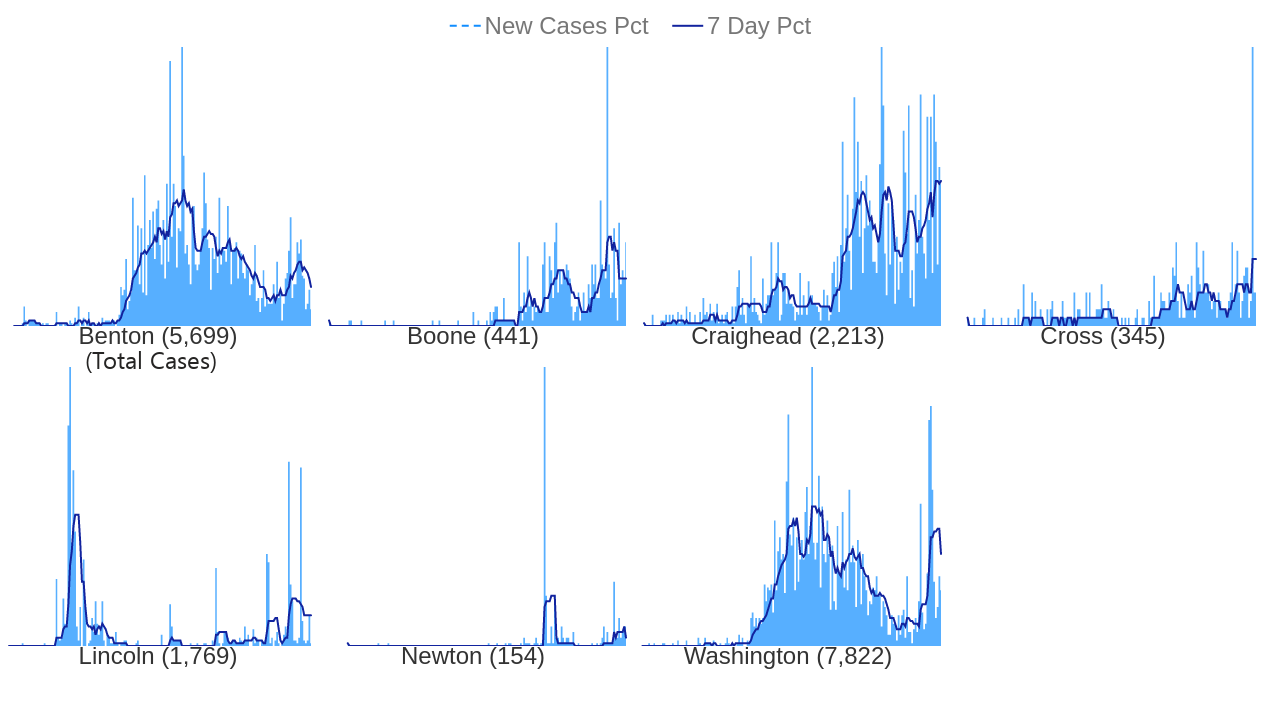 New Cases Pct 7 Day Pct
Benton (5,699) Boone (441) Craighead (2,213) Cross (345)
(Total Cases)
Lincoln (1,769) Newton (154) Washington (7,822)